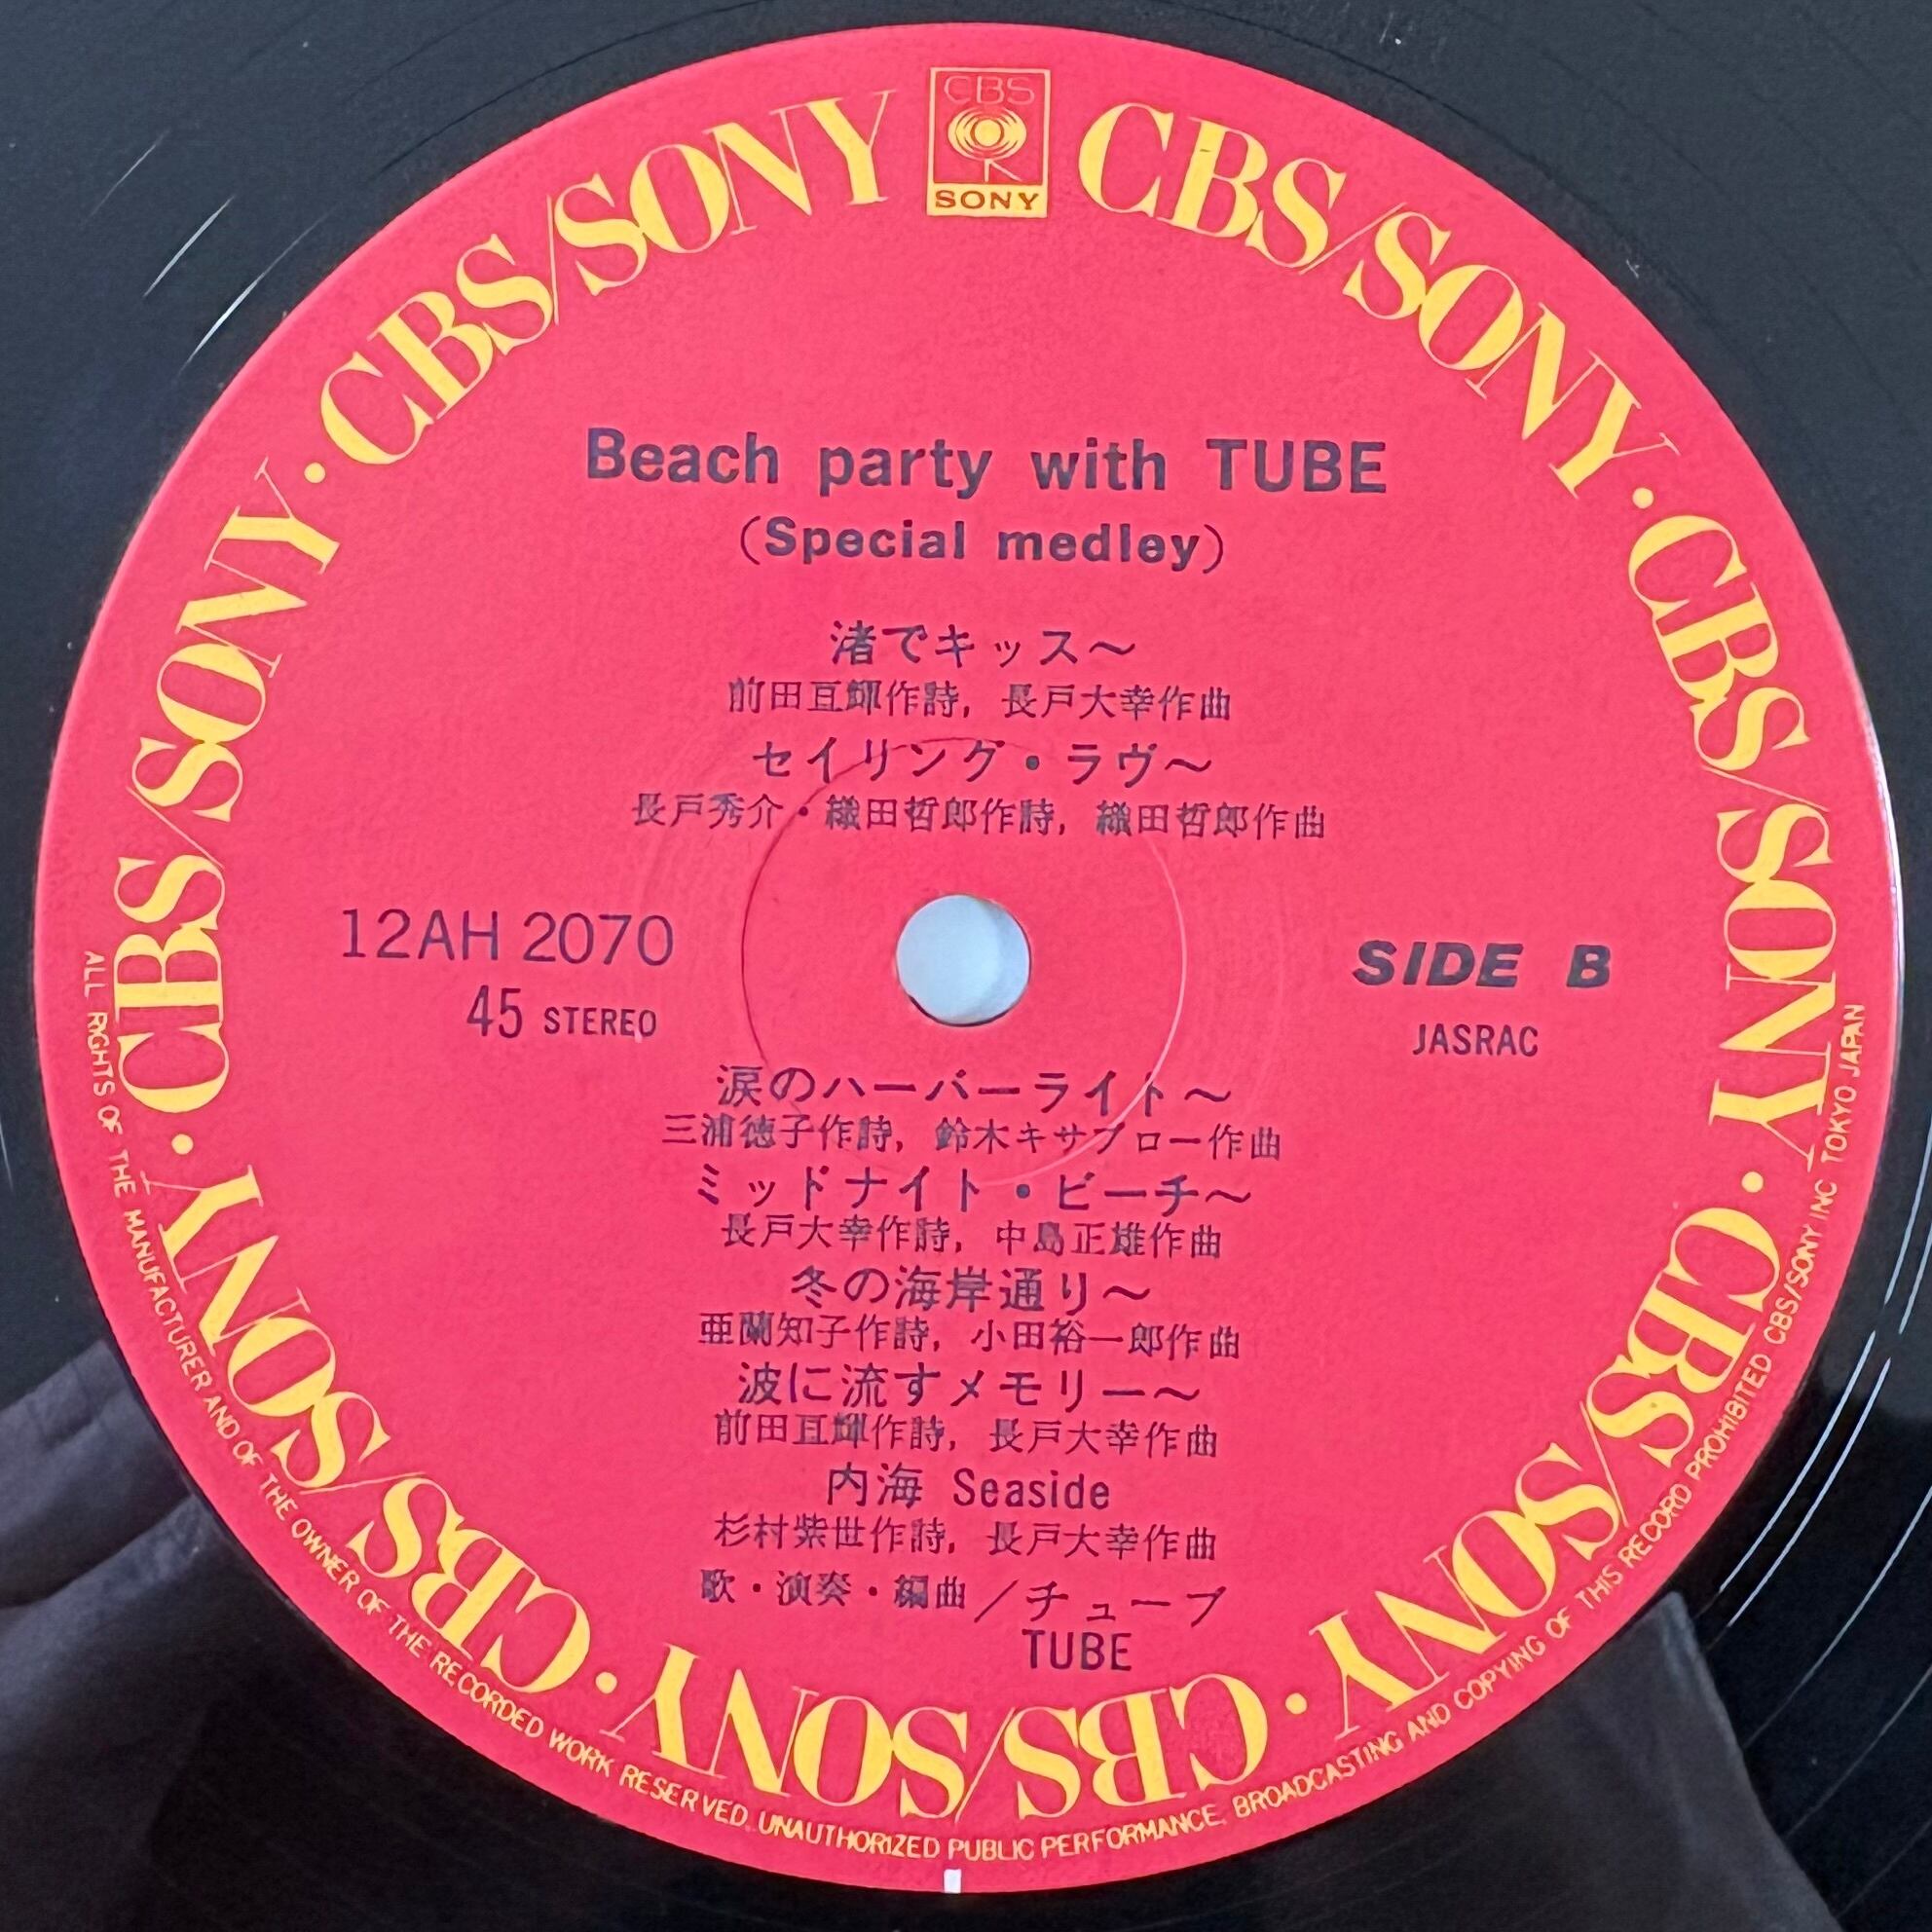 CBS
SONY
CBS/SONY · CBS/SONY · CBS/SONY · CBS/SONY · CBS/SONY · CBS/SONY · CBS/SONY · CBS/SONY
Beach party with TUBE
(Special medley)
渚でキッス～
前田亘輝作詩, 長戸大幸作曲
セイリング・ラヴ～
長戸秀介・織田哲郎作詩, 織田哲郎作曲
12AH 2070
45 STEREO
SIDE B
JASRAC
涙のハーバーライト～
三浦徳子作詩, 鈴木キサブロー作曲
ミッドナイト・ビーチ～
長戸大幸作詩, 中島正雄作曲
冬の海岸通り～
亜蘭知子作詩, 小田裕一郎作曲
波に流すメモリー～
前田亘輝作詩, 長戸大幸作曲
内海 Seaside
杉村紫世作詩, 長戸大幸作曲
歌・演奏・編曲／チューブ
TUBE
ALL RIGHTS OF THE MANUFACTURER AND OF THE OWNER OF THE RECORDED WORK RESERVED. UNAUTHORIZED PUBLIC PERFORMANCE, BROADCASTING AND COPYING OF THIS RECORD PROHIBITED CBS/SONY INC TOKYO JAPAN